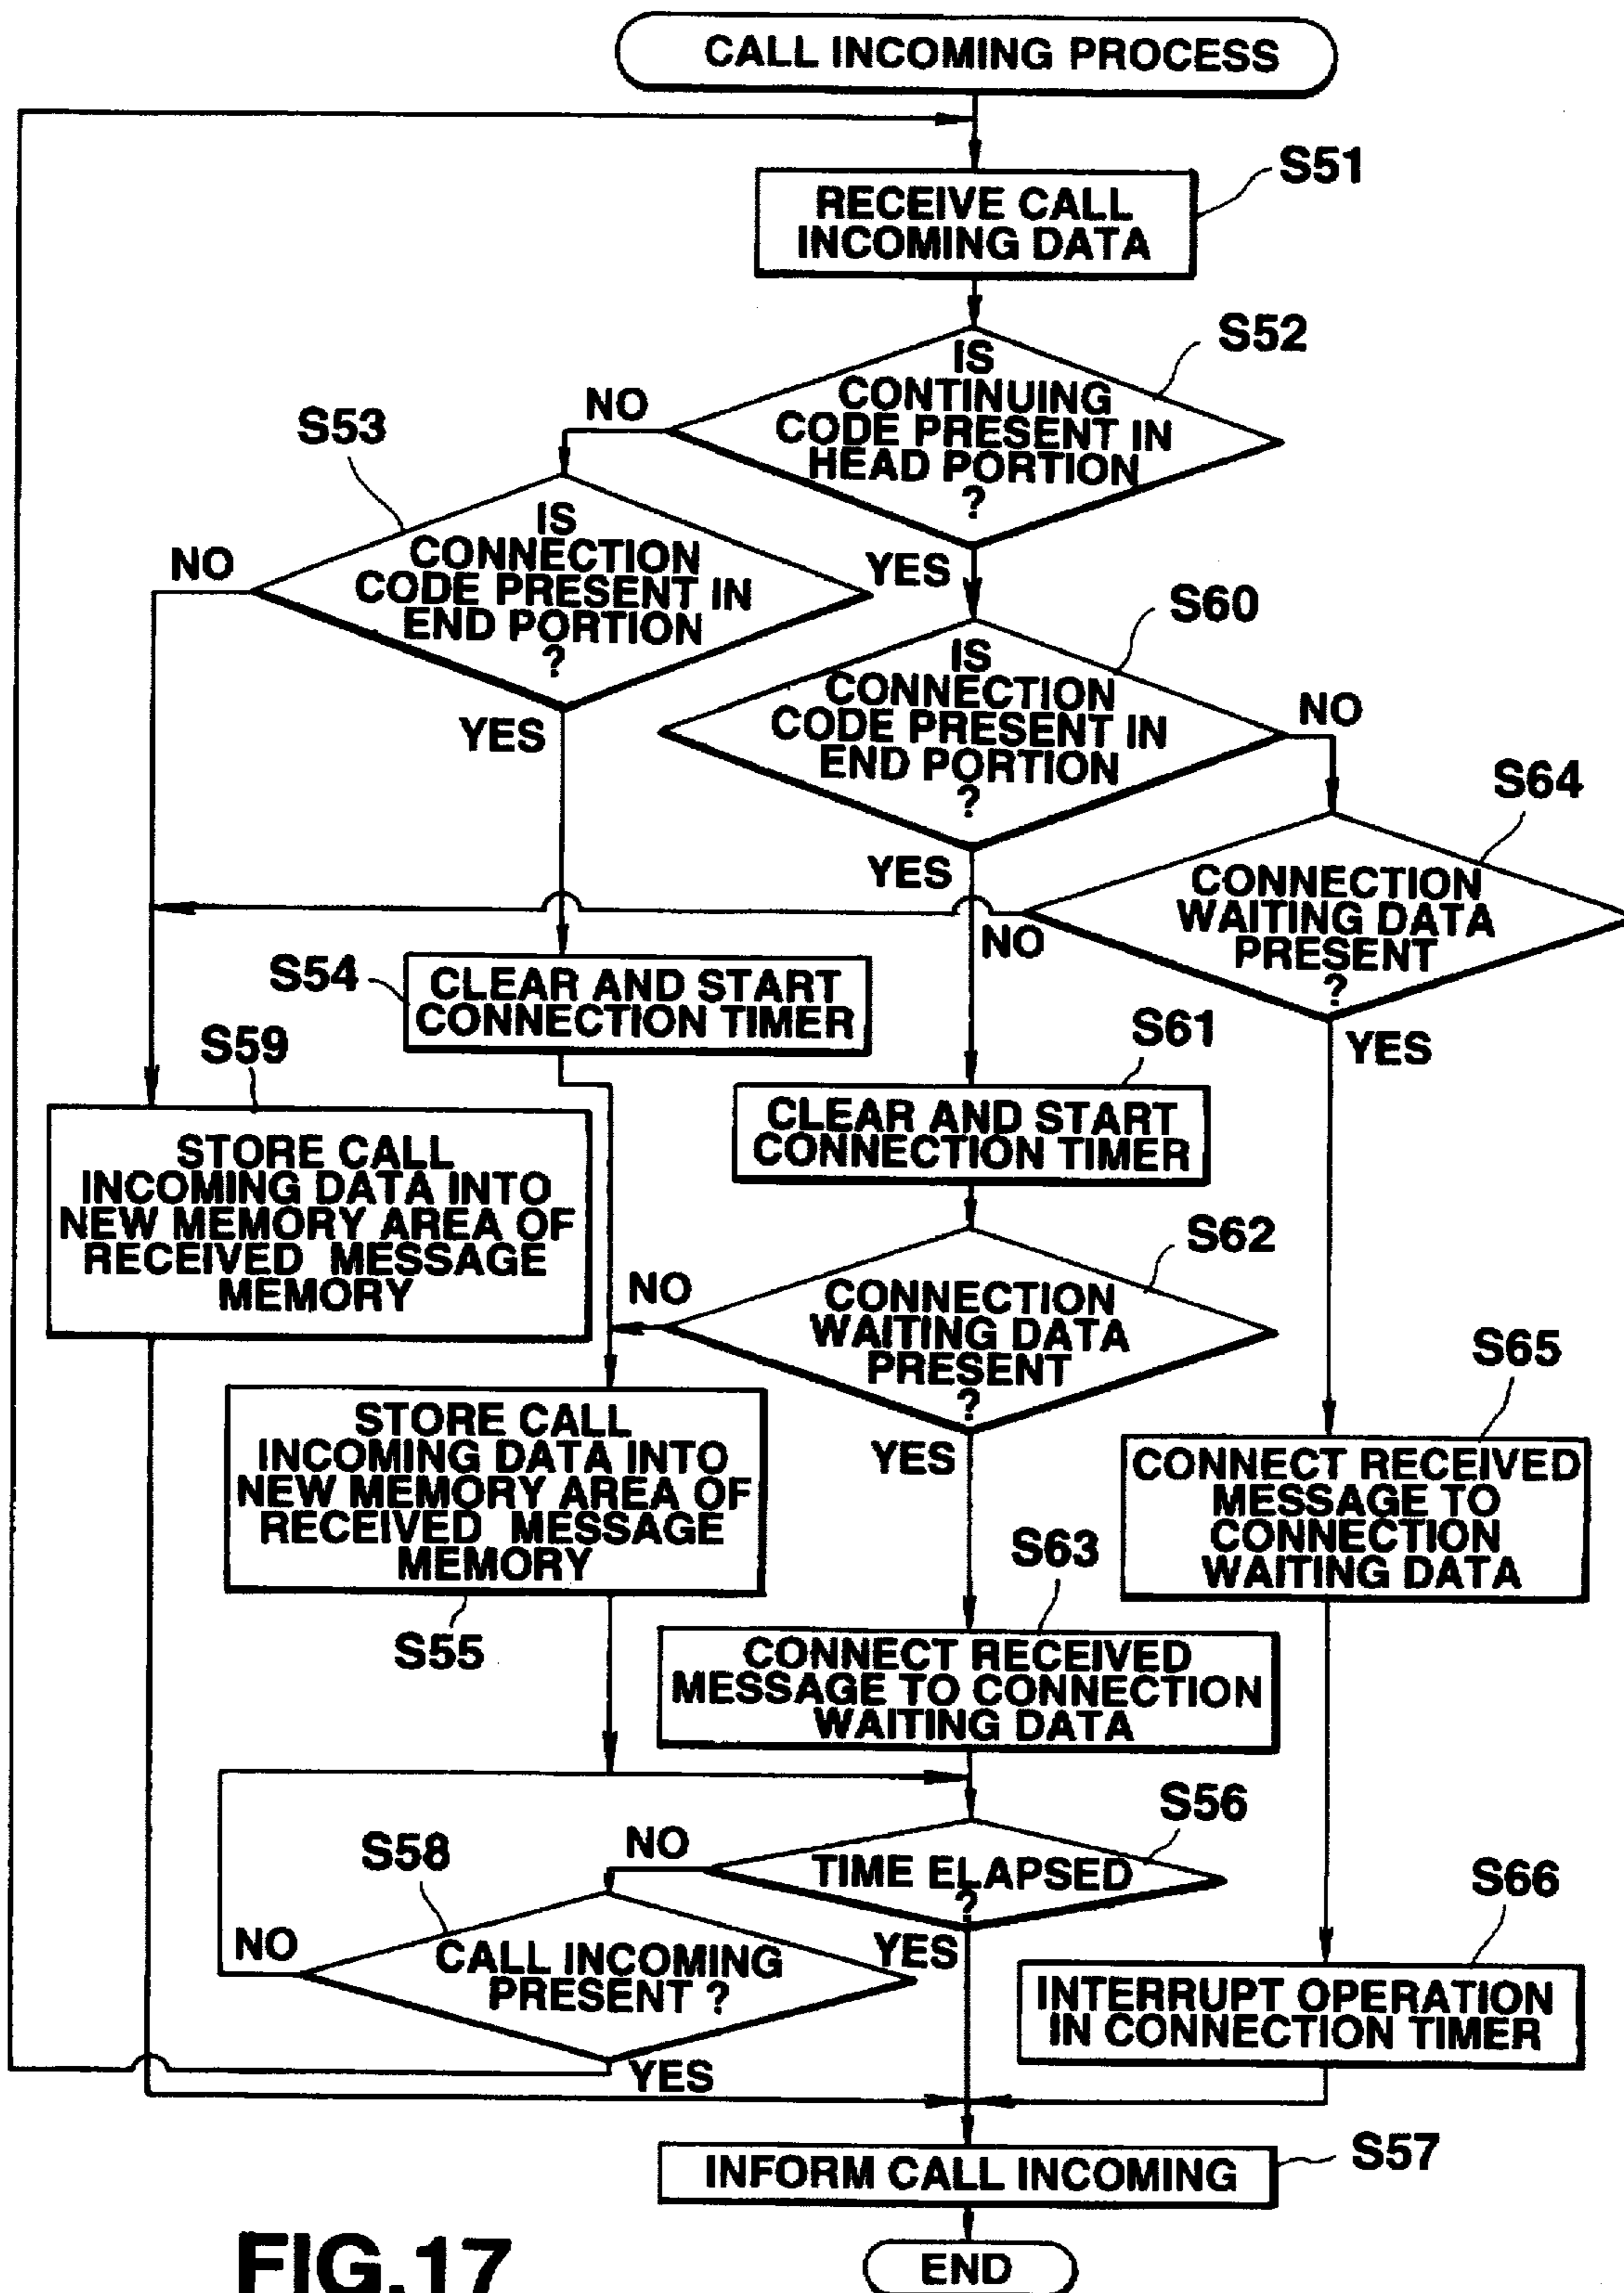 CALL INCOMING PROCESS
S51
RECEIVE CALL
INCOMING DATA
S52
IS
CONTINUING
CODE PRESENT IN
HEAD PORTION
?
NO
YES
S53
IS
CONNECTION
CODE PRESENT IN
END PORTION
?
NO
YES
S60
IS
CONNECTION
CODE PRESENT IN
END PORTION
?
NO
YES
S64
CONNECTION
WAITING DATA
PRESENT
?
NO
YES
S54
CLEAR AND START
CONNECTION TIMER
S59
STORE CALL
INCOMING DATA INTO
NEW MEMORY AREA OF
RECEIVED MESSAGE
MEMORY
S61
CLEAR AND START
CONNECTION TIMER
S62
CONNECTION
WAITING DATA
PRESENT
?
NO
YES
STORE CALL
INCOMING DATA INTO
NEW MEMORY AREA OF
RECEIVED MESSAGE
MEMORY
S55
S65
CONNECT RECEIVED
MESSAGE TO
CONNECTION
WAITING DATA
S63
CONNECT RECEIVED
MESSAGE TO CONNECTION
WAITING DATA
S56
TIME ELAPSED
?
NO
YES
S58
CALL INCOMING
PRESENT ?
NO
YES
S66
INTERRUPT OPERATION
IN CONNECTION TIMER
S57
INFORM CALL INCOMING
END
FIG.17